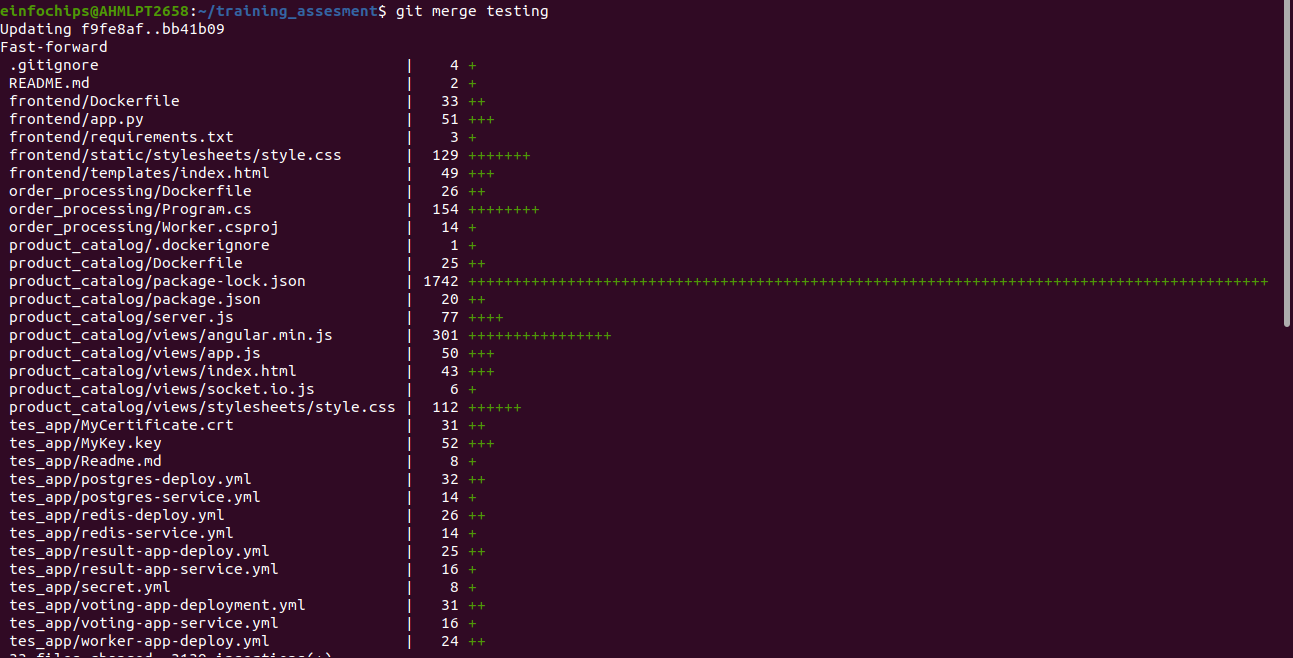 einfochips@AHMLPT2658:~/training_assesment$ git merge testing
Updating f9fe8af..bb41b09
Fast-forward
 .gitignore                                  |    4 +
 README.md                                   |    2 +
 frontend/Dockerfile                         |   33 ++
 frontend/app.py                             |   51 +++
 frontend/requirements.txt                   |    3 +
 frontend/static/stylesheets/style.css       |  129 +++++++
 frontend/templates/index.html               |   49 +++
 order_processing/Dockerfile                 |   26 ++
 order_processing/Program.cs                 |  154 ++++++++
 order_processing/Worker.csproj              |   14 +
 product_catalog/.dockerignore               |    1 +
 product_catalog/Dockerfile                  |   25 ++
 product_catalog/package-lock.json           | 1742 +++++++++++++++++++++++++++++++++++++++++++++++++++++++++++++++++++++++++++++++++++++++++
 product_catalog/package.json                |   20 ++
 product_catalog/server.js                   |   77 ++++
 product_catalog/views/angular.min.js        |  301 ++++++++++++++++
 product_catalog/views/app.js                |   50 +++
 product_catalog/views/index.html            |   43 +++
 product_catalog/views/socket.io.js          |    6 +
 product_catalog/views/stylesheets/style.css |  112 ++++++
 tes_app/MyCertificate.crt                   |   31 ++
 tes_app/MyKey.key                           |   52 +++
 tes_app/Readme.md                           |    8 +
 tes_app/postgres-deploy.yml                 |   32 ++
 tes_app/postgres-service.yml                |   14 +
 tes_app/redis-deploy.yml                    |   26 ++
 tes_app/redis-service.yml                   |   14 +
 tes_app/result-app-deploy.yml               |   25 ++
 tes_app/result-app-service.yml              |   16 +
 tes_app/secret.yml                          |    8 +
 tes_app/voting-app-deployment.yml           |   31 ++
 tes_app/voting-app-service.yml              |   16 +
 tes_app/worker-app-deploy.yml               |   24 ++
 files changed, insertions(+)